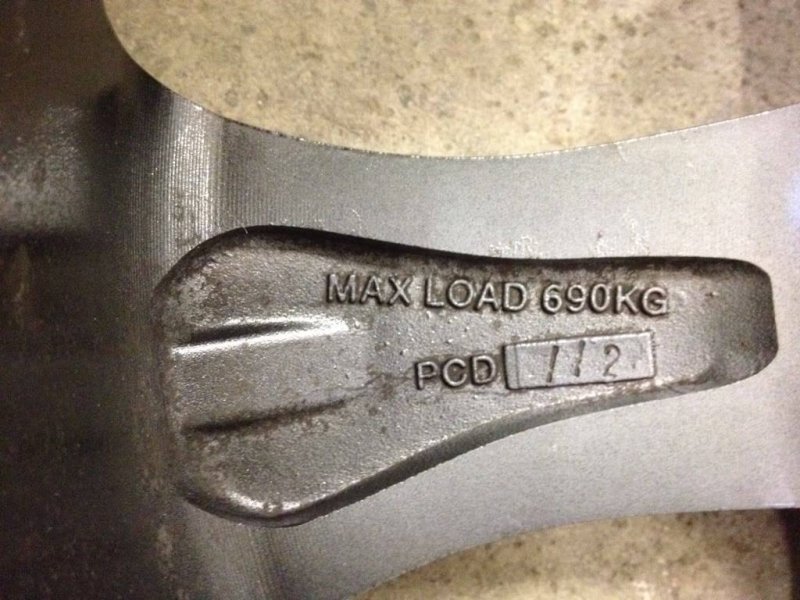 MAX LOAD 690KG
PCD 112